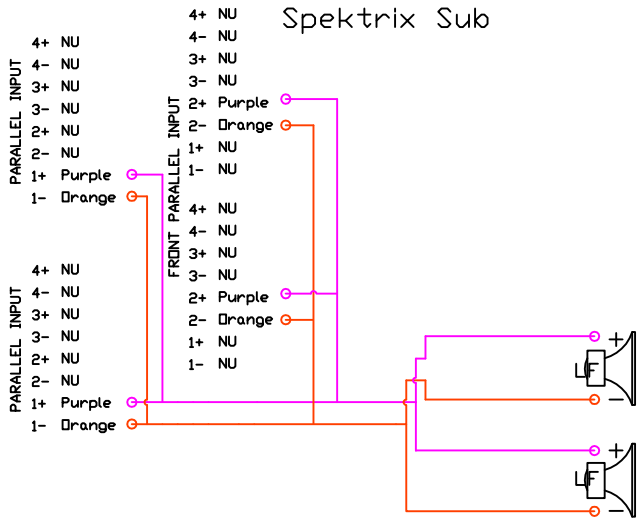 Spektrix Sub
PARALLEL INPUT
4+ NU
4- NU
3+ NU
3- NU
2+ NU
2- NU
1+ Purple
1- Orange
PARALLEL INPUT
4+ NU
4- NU
3+ NU
3- NU
2+ NU
2- NU
1+ Purple
1- Orange
FRONT PARALLEL INPUT
4+ NU
4- NU
3+ NU
3- NU
2+ Purple
2- Orange
1+ NU
1- NU
4+ NU
4- NU
3+ NU
3- NU
2+ Purple
2- Orange
1+ NU
1- NU
+
LF
-
+
LF
-